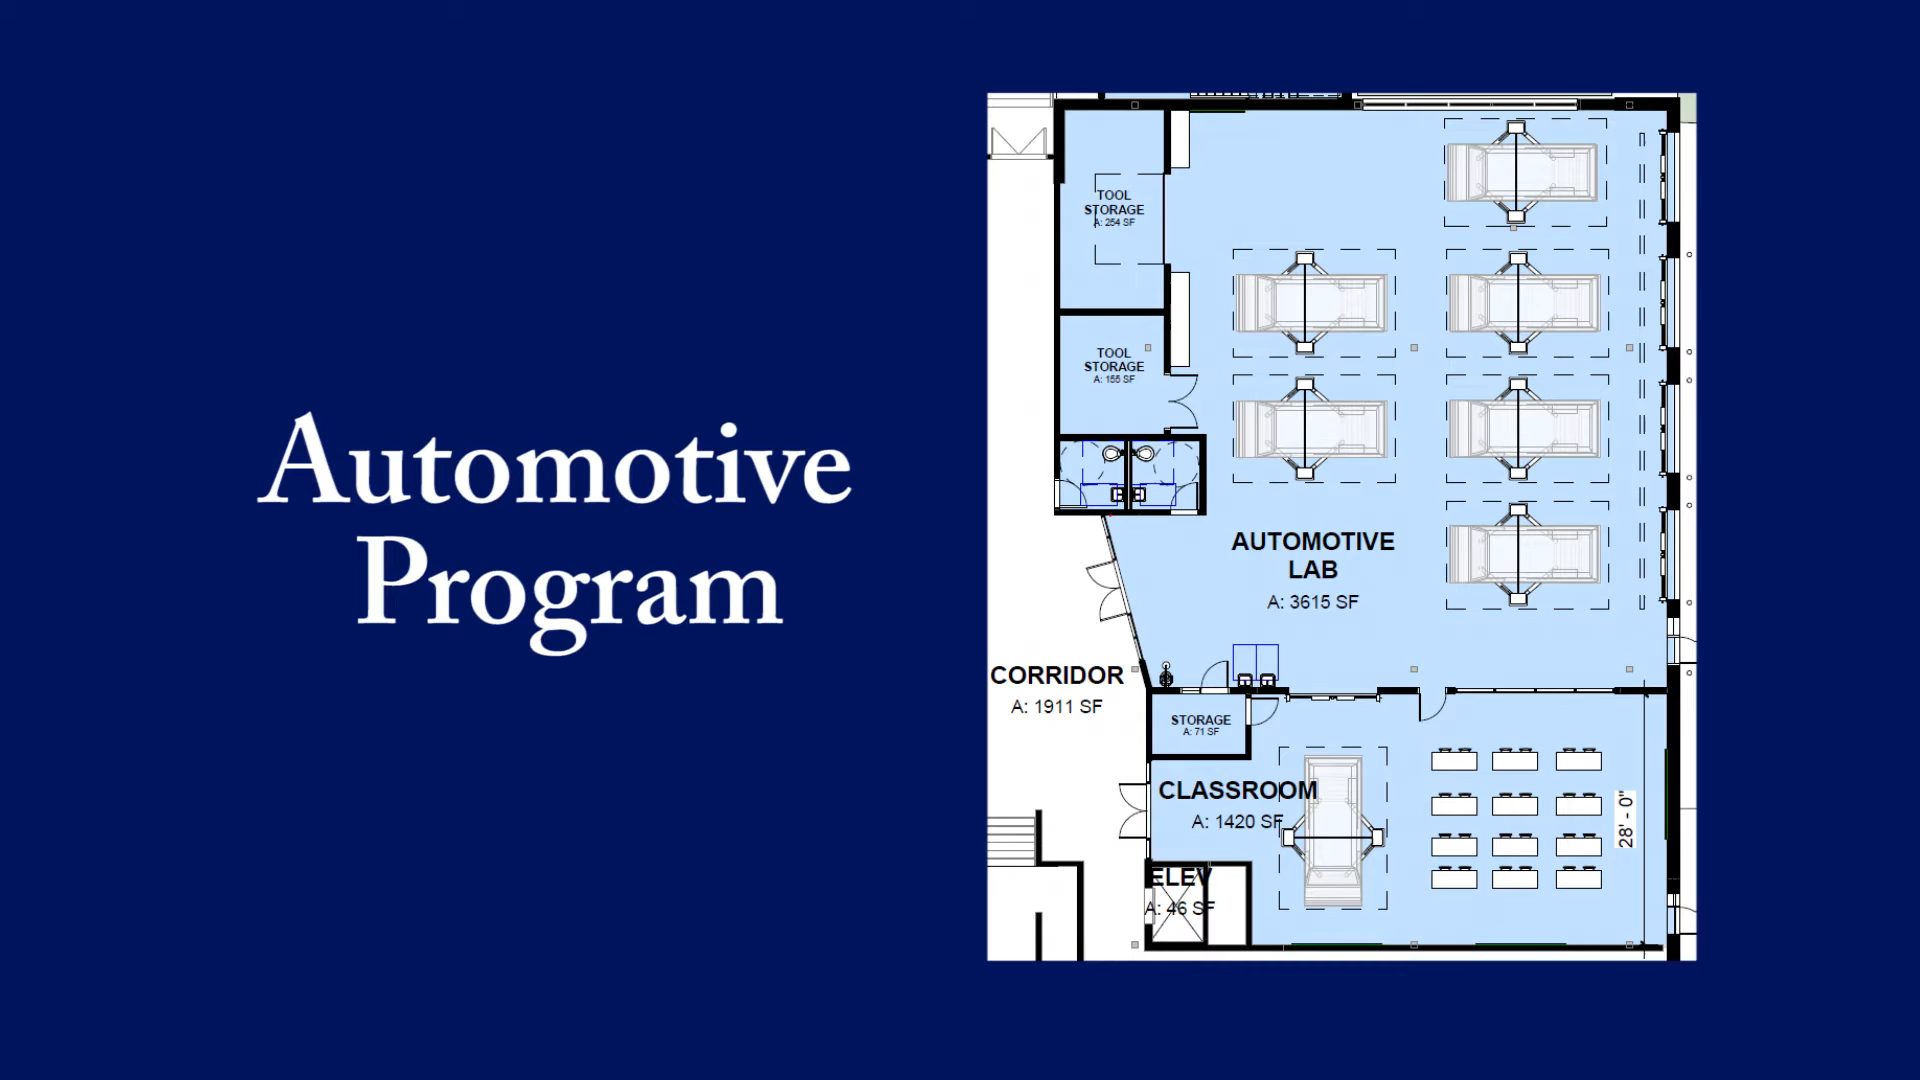 Automotive
Program
TOOL
STORAGE
A: 254 SF
TOOL
STORAGE
A: 155 SF
AUTOMOTIVE
LAB
A: 3615 SF
CORRIDOR
A: 1911 SF
STORAGE
A: 71 SF
CLASSROOM
A: 1420 SF
28' - 0"
ELEV
A: 46 SF